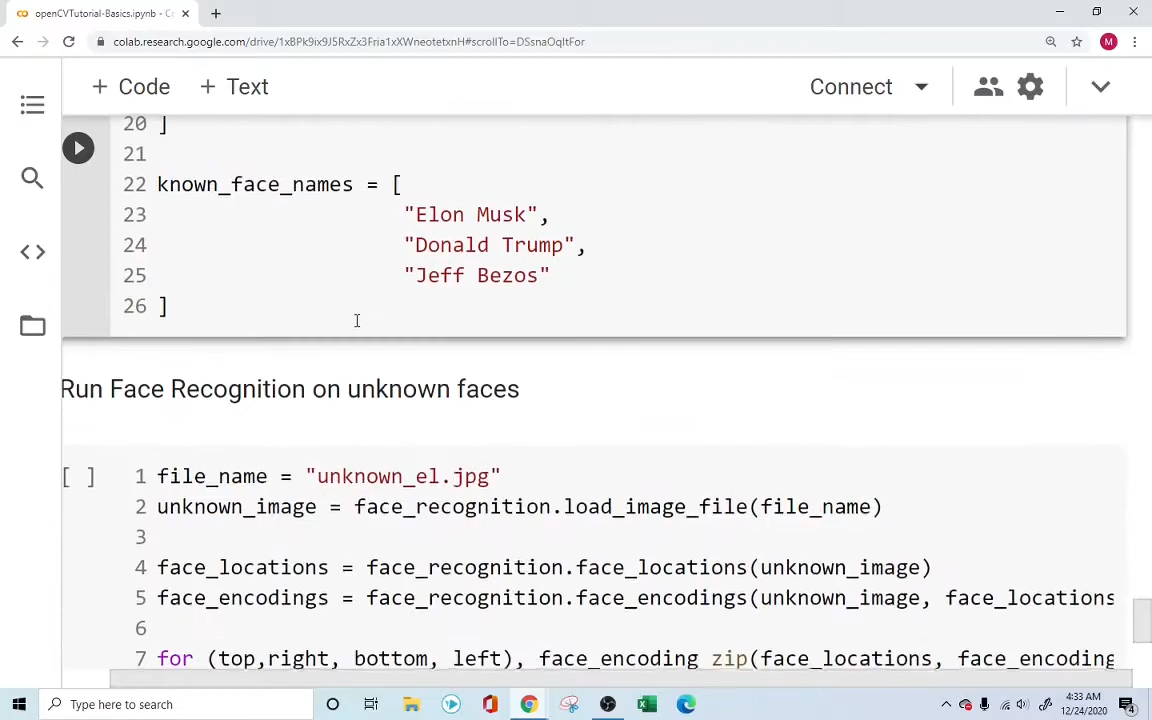 openCVTutorial-Basics.ipynb - Co
colab.research.google.com/drive/1xBPk9ix9J5RxZx3Fria1xXWneotetxnH#scrollTo=DSsnaOqItFor
M
+ Code + Text Connect
20 ]
21
22 known_face_names = [
23 "Elon Musk",
24 "Donald Trump",
25 "Jeff Bezos"
26 ]
Run Face Recognition on unknown faces
[ ] 1 file_name = "unknown_el.jpg"
2 unknown_image = face_recognition.load_image_file(file_name)
3
4 face_locations = face_recognition.face_locations(unknown_image)
5 face_encodings = face_recognition.face_encodings(unknown_image, face_locations
6
7 for (top,right, bottom, left), face_encoding zip(face_locations, face_encoding
Type here to search
4:33 AM
12/24/2020
4